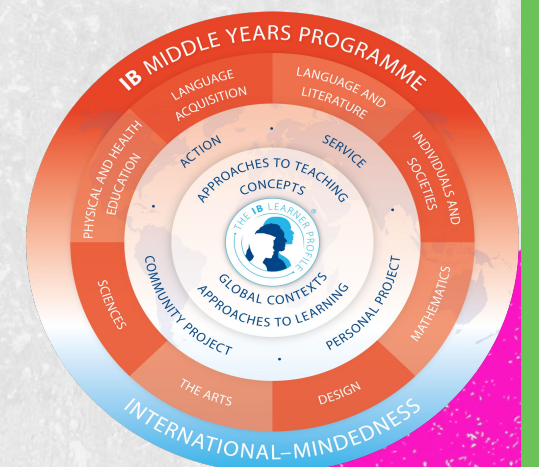 IB MIDDLE YEARS PROGRAMME
LANGUAGE
ACQUISITION
LANGUAGE AND
LITERATURE
PHYSICAL AND HEALTH
EDUCATION
INDIVIDUALS AND
SOCIETIES
SCIENCES
MATHEMATICS
THE ARTS
DESIGN
ACTION
SERVICE
COMMUNITY PROJECT
PERSONAL PROJECT
APPROACHES TO TEACHING
CONCEPTS
THE IB LEARNER PROFILE
®
GLOBAL CONTEXTS
APPROACHES TO LEARNING
INTERNATIONAL–MINDEDNESS